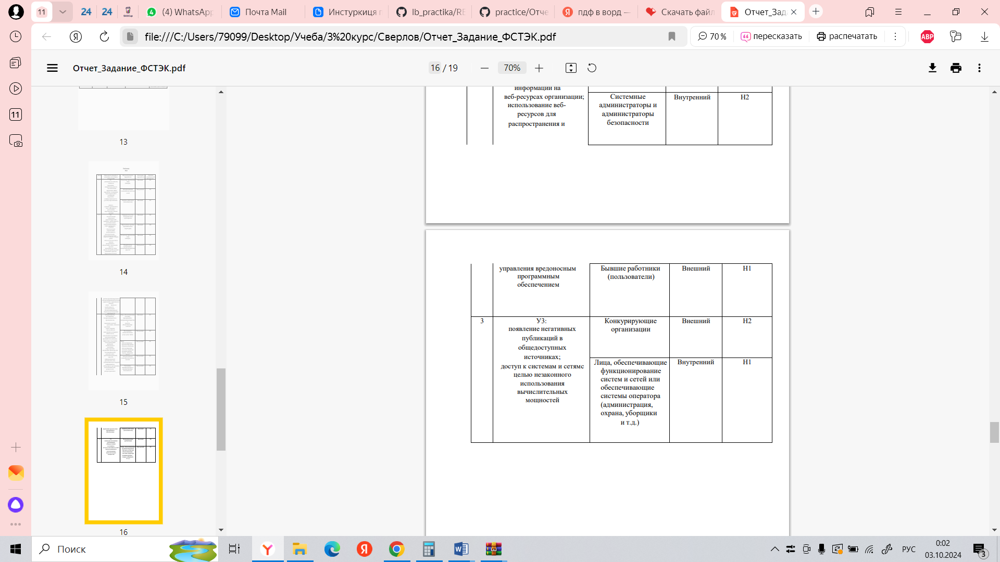 11
24
24
(4) WhatsApp
Почта Mail
Инстуркиця п
lb_practika/RE
practice/Отче
пдф в ворд —
Скачать файл
Отчет_Зада
file:///C:/Users/79099/Desktop/Учеба/3%20курс/Сверлов/Отчет_Задание_ФСТЭК.pdf
70 %
пересказать
распечатать
ABP
Отчет_Задание_ФСТЭК.pdf
16 / 19
70%
11
13
14
15
16
информации на
веб-ресурсах организации;
использование веб-
ресурсов для
распространения и
Системные
администраторы и
администраторы
безопасности
Внутренний
Н2
управления вредоносным
программным
обеспечением
Бывшие работники
(пользователи)
Внешний
Н1
3
У3:
появление негативных
публикаций в
общедоступных
источниках;
доступ к системам и сетямс
целью незаконного
использования
вычислительных
мощностей
Конкурирующие
организации
Внешний
Н2
Лица, обеспечивающие
функционирование
систем и сетей или
обеспечивающие
системы оператора
(администрация,
охрана, уборщики
и т.д.)
Внутренний
Н1
Поиск
РУС
0:02
03.10.2024
3